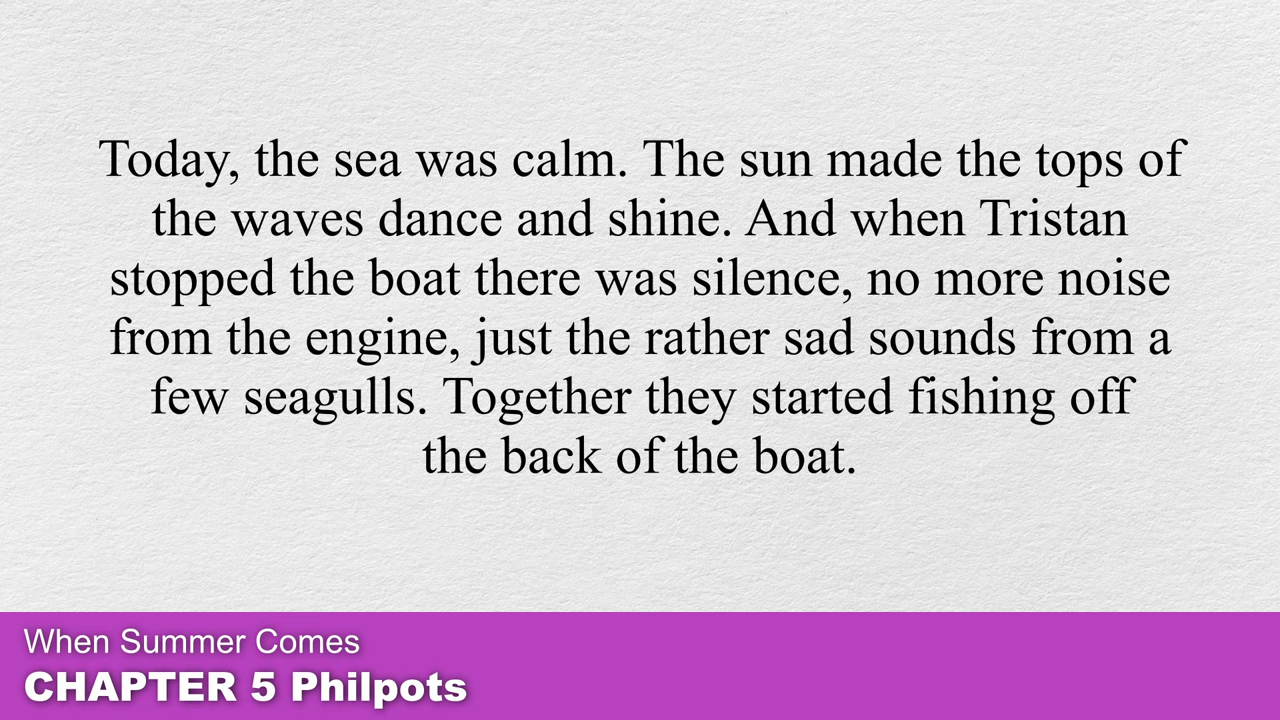 Today, the sea was calm. The sun made the tops of
the waves dance and shine. And when Tristan
stopped the boat there was silence, no more noise
from the engine, just the rather sad sounds from a
few seagulls. Together they started fishing off
the back of the boat.
When Summer Comes
CHAPTER 5 Philpots